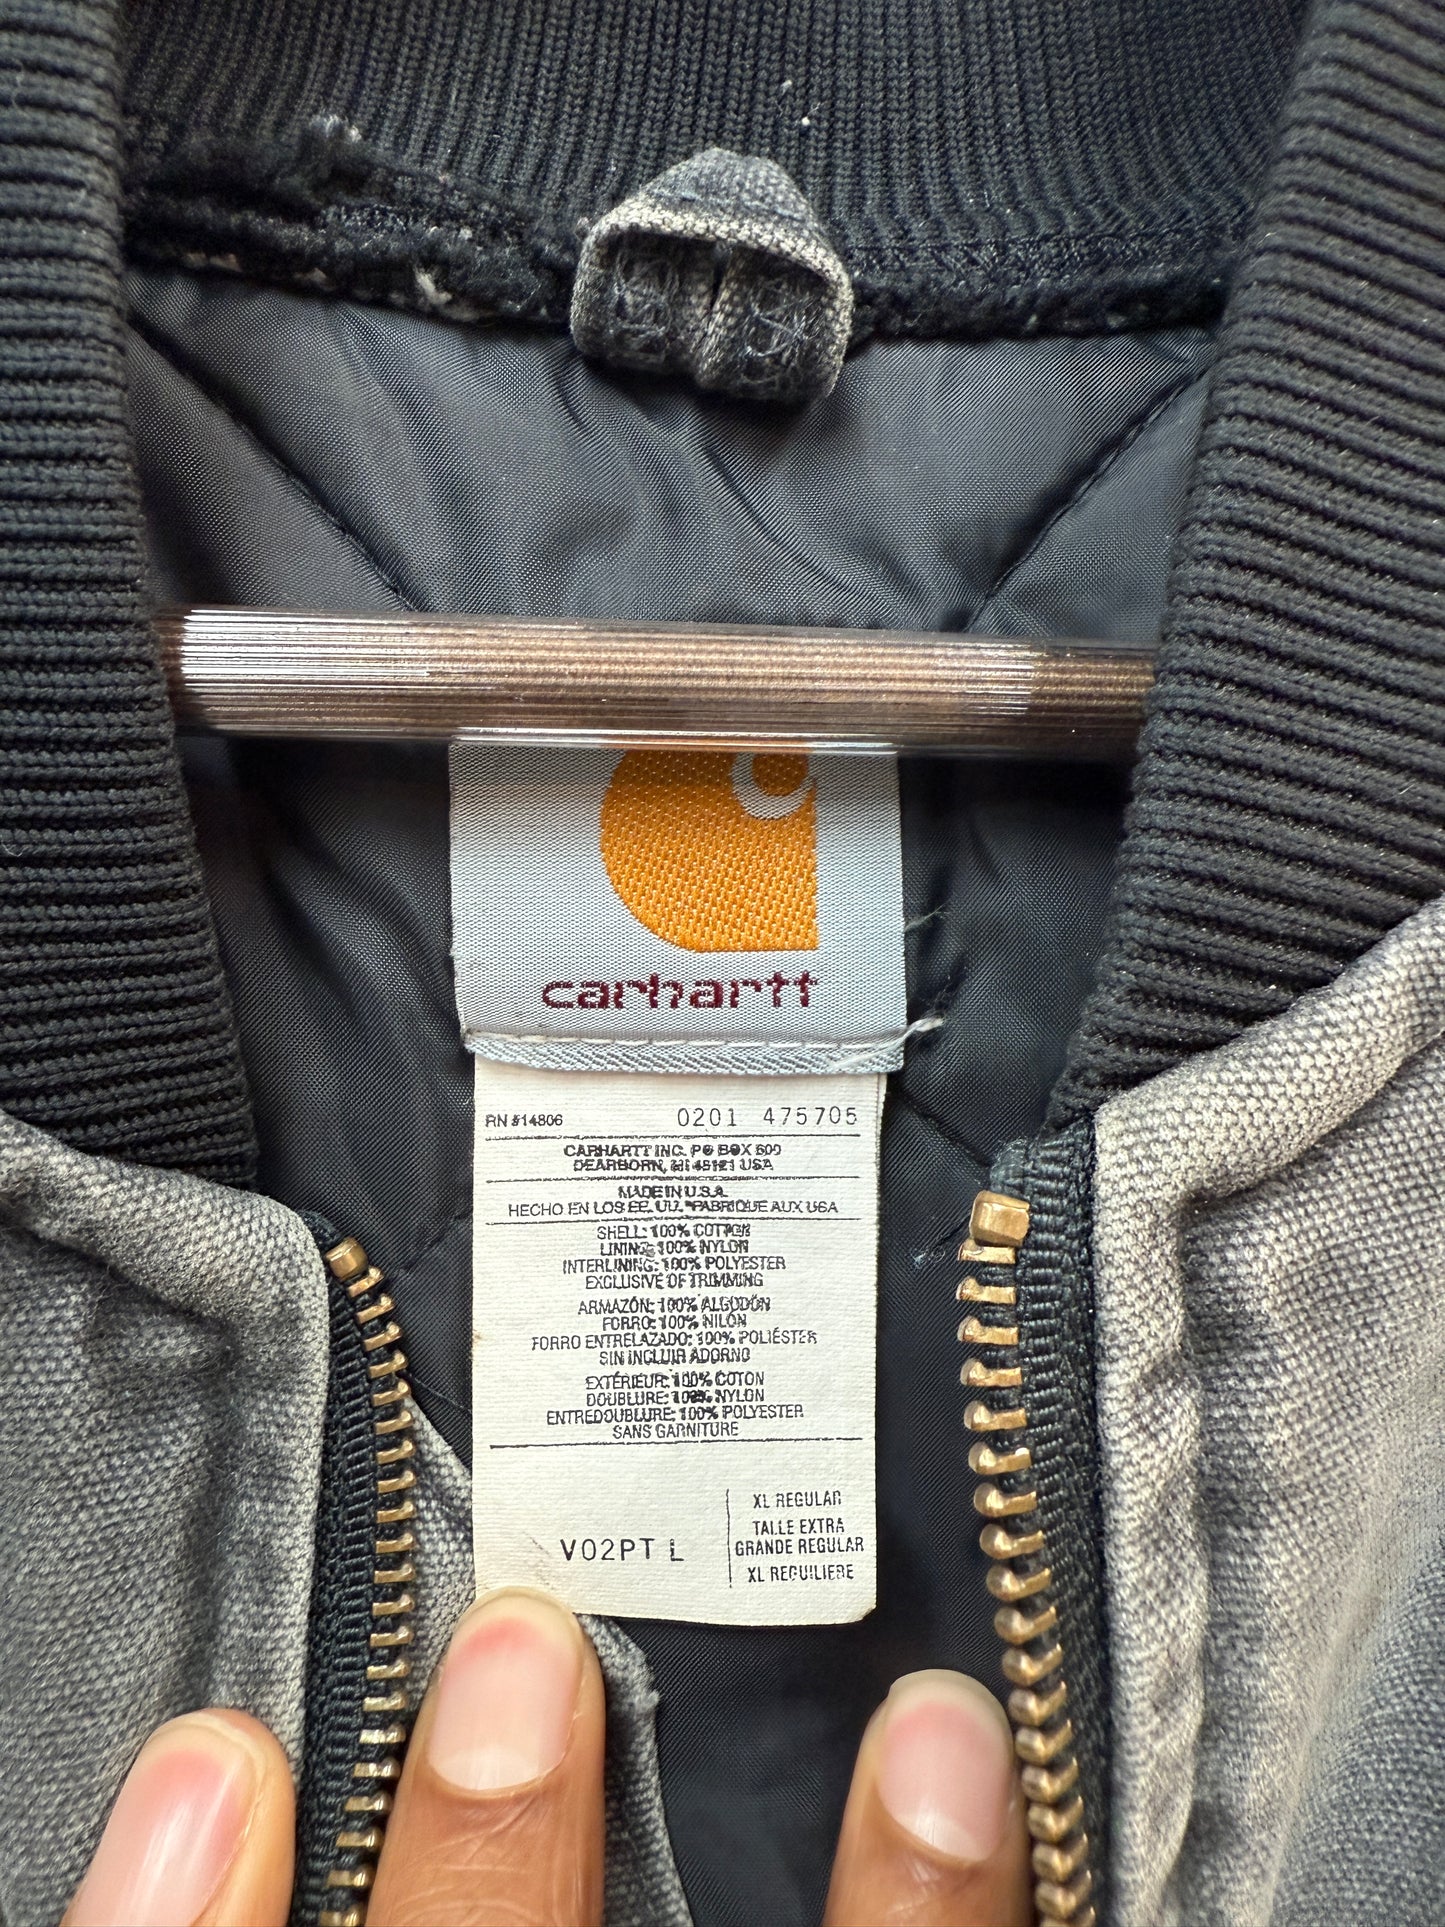 carhartt
RN #14806 0201 475705
CARHARTT INC. PO BOX 600
DEARBORN, MI 48121 USA
MADE IN U.S.A.
HECHO EN LOS EE. UU. *FABRIQUE AUX USA
SHELL: 100% COTTON
LINING: 100% NYLON
INTERLINING: 100% POLYESTER
EXCLUSIVE OF TRIMMING
ARMAZÓN: 100% ALGODÓN
FORRO: 100% NILÓN
FORRO ENTRELAZADO: 100% POLIÉSTER
SIN INCLUIR ADORNO
EXTÉRIEUR: 100% COTON
DOUBLURE: 100% NYLON
ENTREDOUBLURE: 100% POLYESTER
SANS GARNITURE
V02PT L
XL REGULAR
TALLE EXTRA
GRANDE REGULAR
XL REGUILIERE